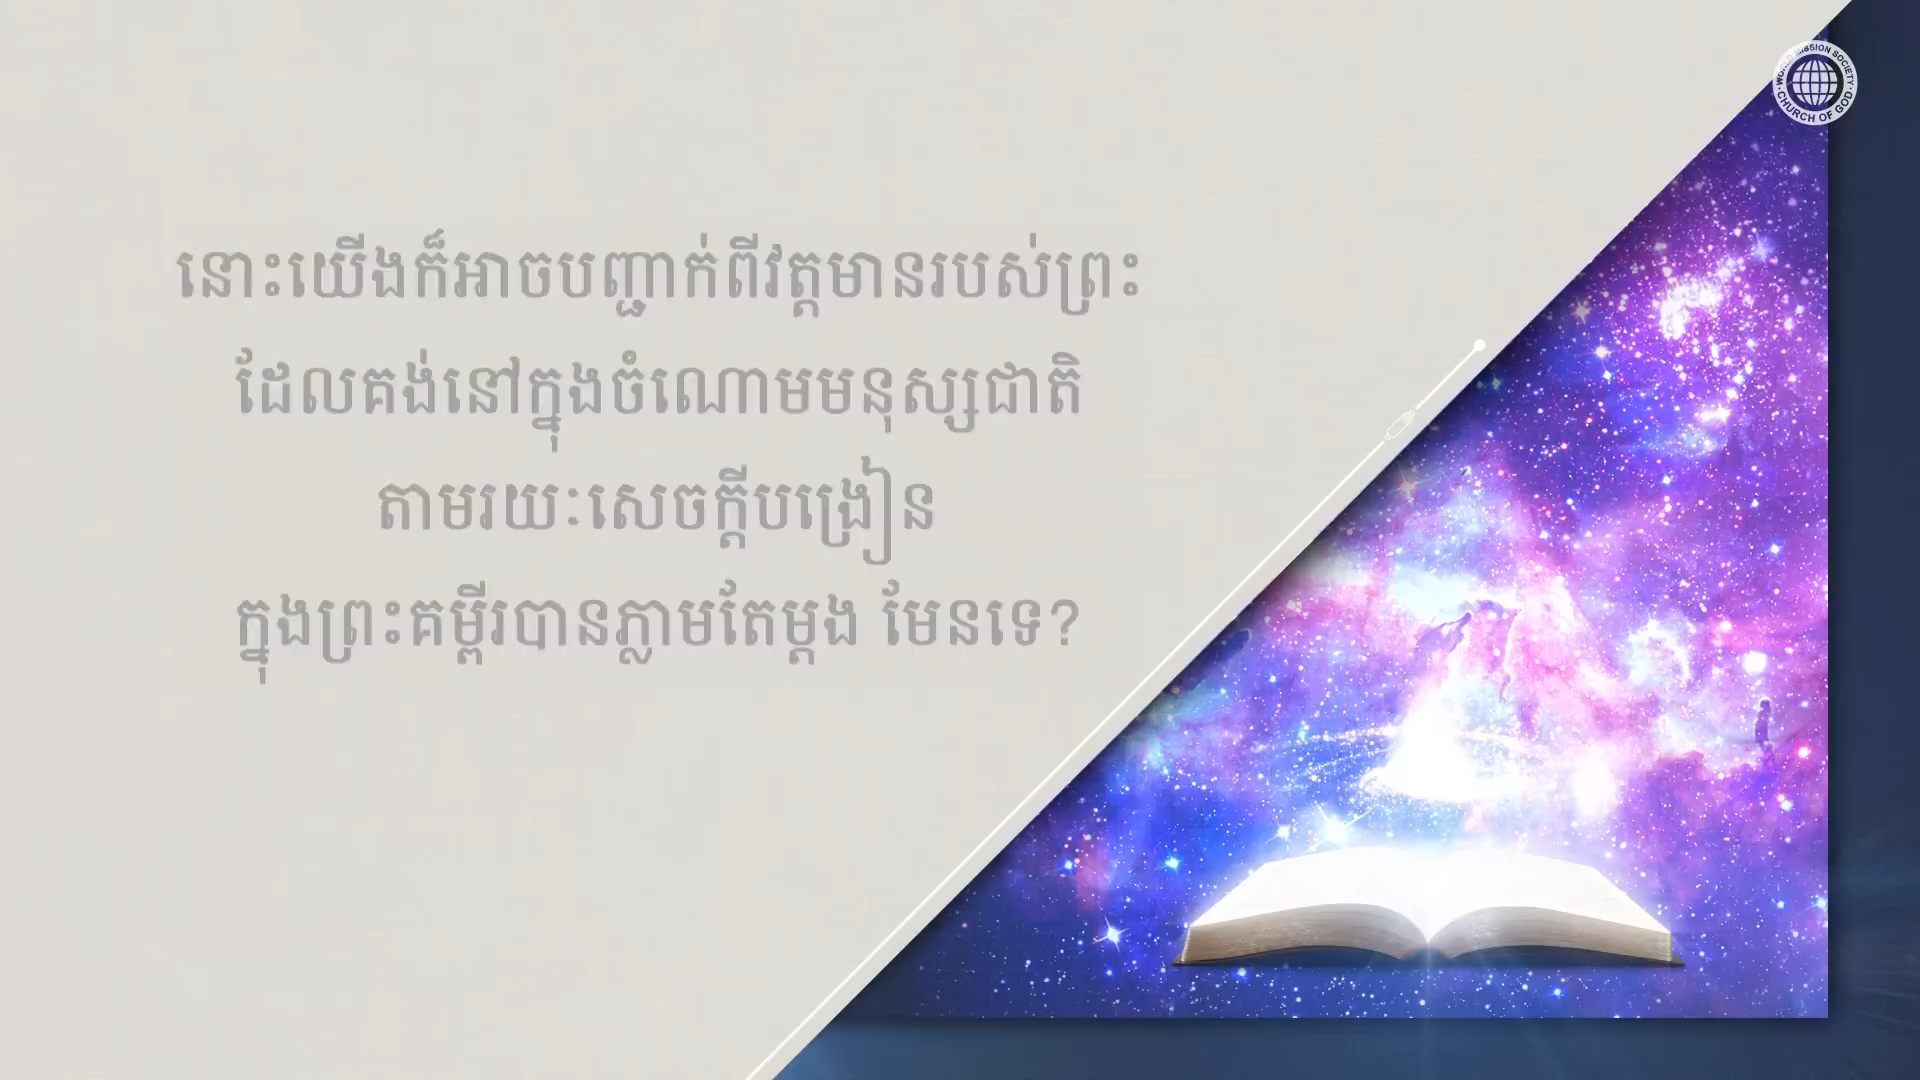 នោះយើងក៏អាចបញ្ជាក់ពីវត្តមានរបស់ព្រះ
ដែលគង់នៅក្នុងចំណោមមនុស្សជាតិ
តាមរយៈសេចក្ដីបង្រៀន
ក្នុងព្រះគម្ពីរបានភ្លាមតែម្ដង មែនទេ?
WORLD MISSION SOCIETY
CHURCH OF GOD